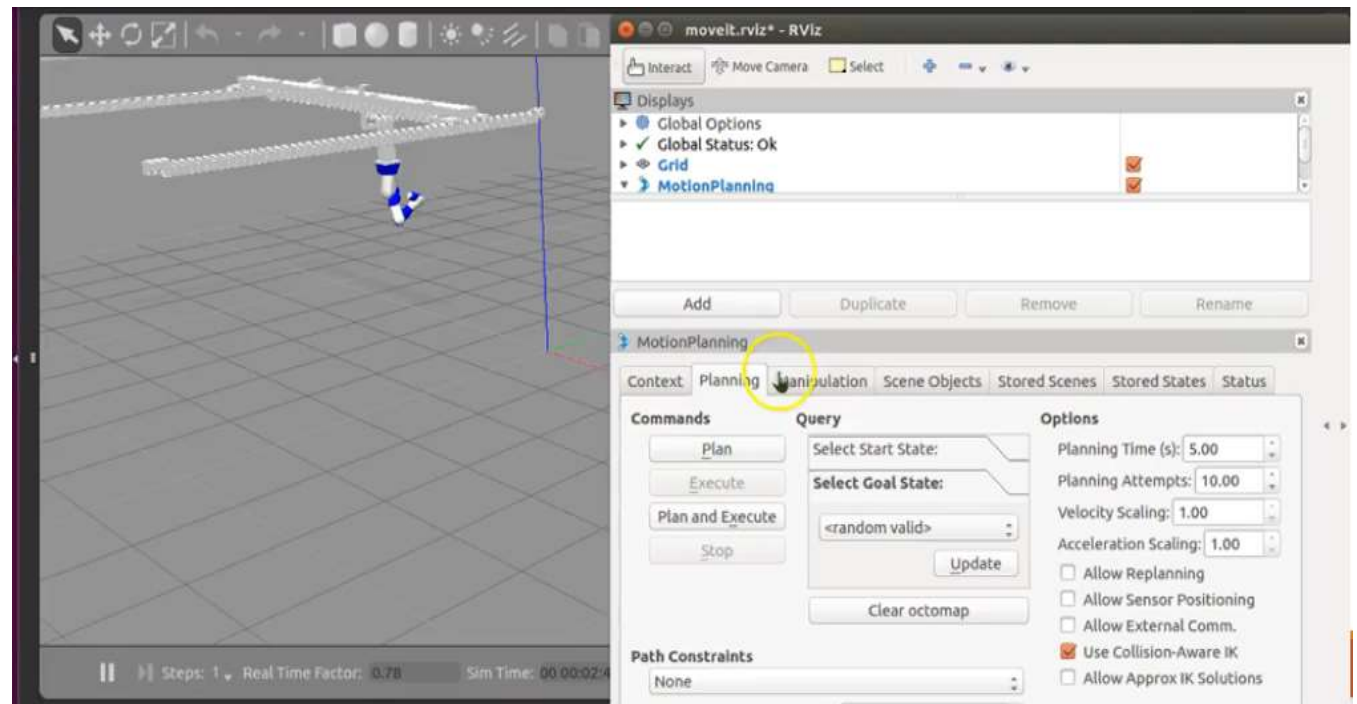 moveit.rviz* - RViz
Interact Move Camera Select
Displays
Global Options
Global Status: Ok
Grid
MotionPlanning
Add Duplicate Remove Rename
MotionPlanning
Context Planning Manipulation Scene Objects Stored Scenes Stored States Status
Commands Query Options
Plan Select Start State: Planning Time (s): 5.00
Execute Select Goal State: Planning Attempts: 10.00
Plan and Execute <random valid> Velocity Scaling: 1.00
Stop Update Acceleration Scaling: 1.00
Allow Replanning
Clear octomap Allow Sensor Positioning
Allow External Comm.
Path Constraints Use Collision-Aware IK
None Allow Approx IK Solutions
Steps: 1 Real Time Factor: 0.78 Sim Time: 00 00:02:4